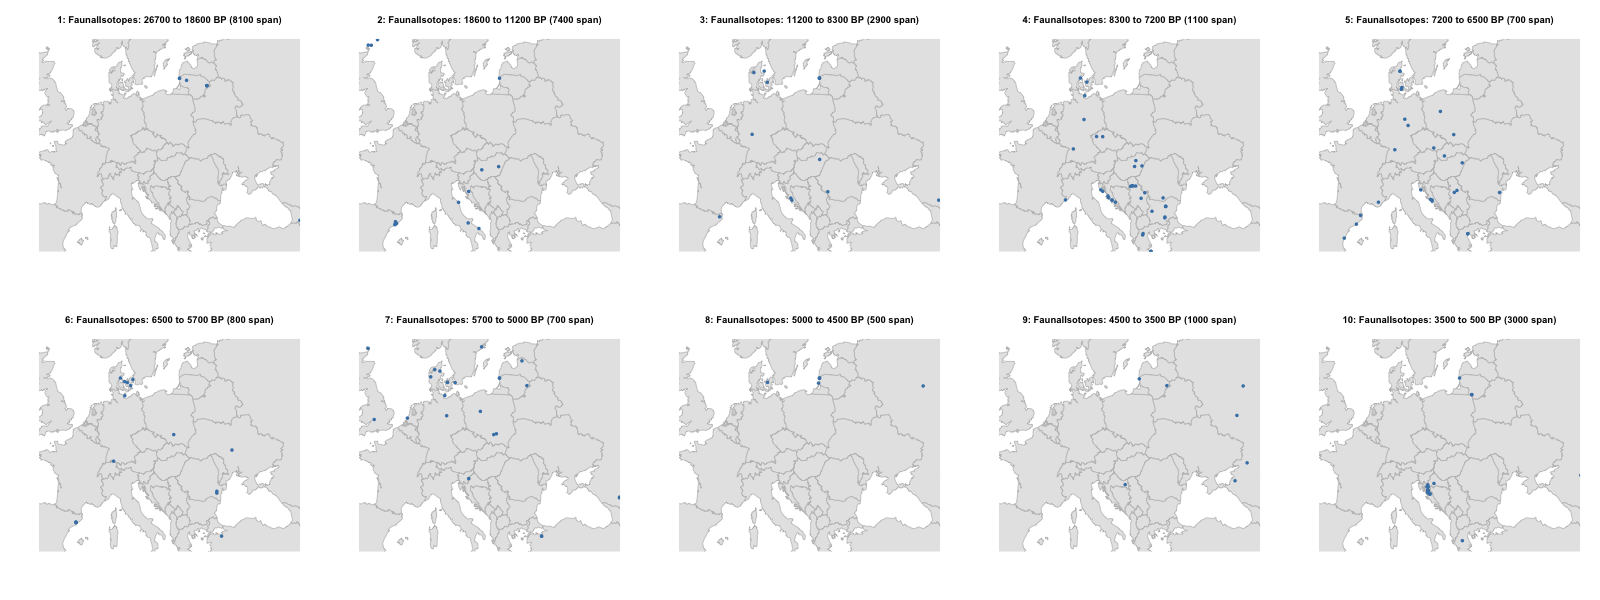 1: FaunalIsotopes: 26700 to 18600 BP (8100 span)
2: FaunalIsotopes: 18600 to 11200 BP (7400 span)
3: FaunalIsotopes: 11200 to 8300 BP (2900 span)
4: FaunalIsotopes: 8300 to 7200 BP (1100 span)
5: FaunalIsotopes: 7200 to 6500 BP (700 span)
6: FaunalIsotopes: 6500 to 5700 BP (800 span)
7: FaunalIsotopes: 5700 to 5000 BP (700 span)
8: FaunalIsotopes: 5000 to 4500 BP (500 span)
9: FaunalIsotopes: 4500 to 3500 BP (1000 span)
10: FaunalIsotopes: 3500 to 500 BP (3000 span)